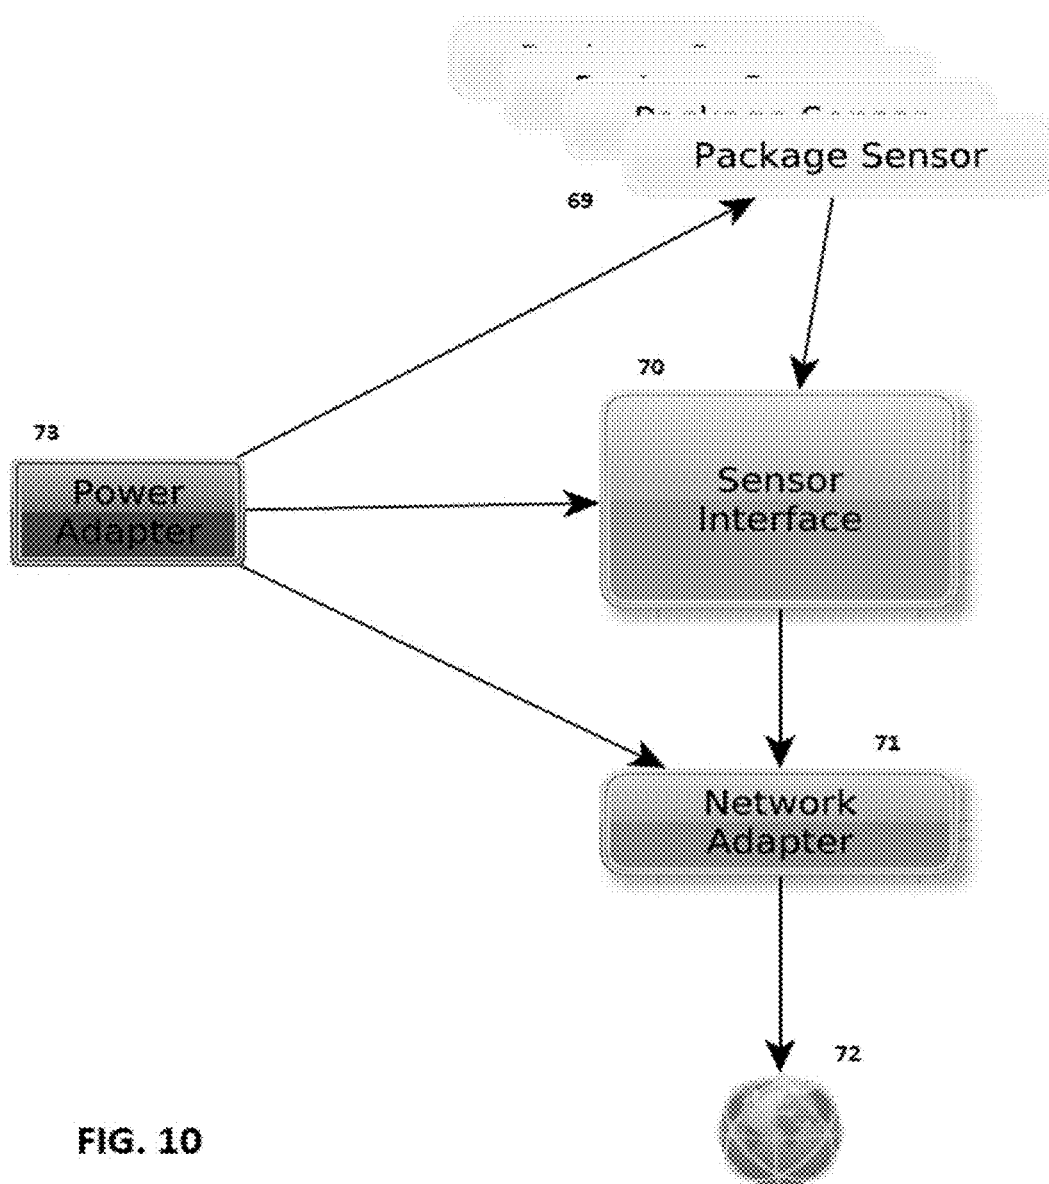 Package Sensor
69
70
73
Power
Adapter
Sensor
Interface
71
Network
Adapter
72
FIG. 10